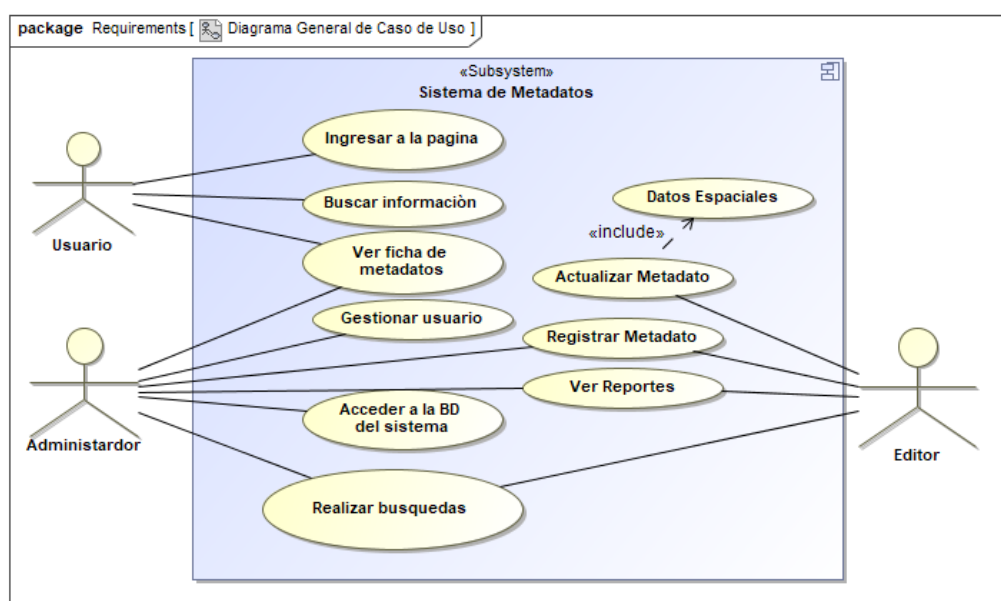 package Requirements [ Diagrama General de Caso de Uso ]
«Subsystem»
Sistema de Metadatos
Ingresar a la pagina
Buscar informaciòn
Ver ficha de
metadatos
Gestionar usuario
Datos Espaciales
«include»
Actualizar Metadato
Registrar Metadato
Ver Reportes
Acceder a la BD
del sistema
Realizar busquedas
Usuario
Administardor
Editor